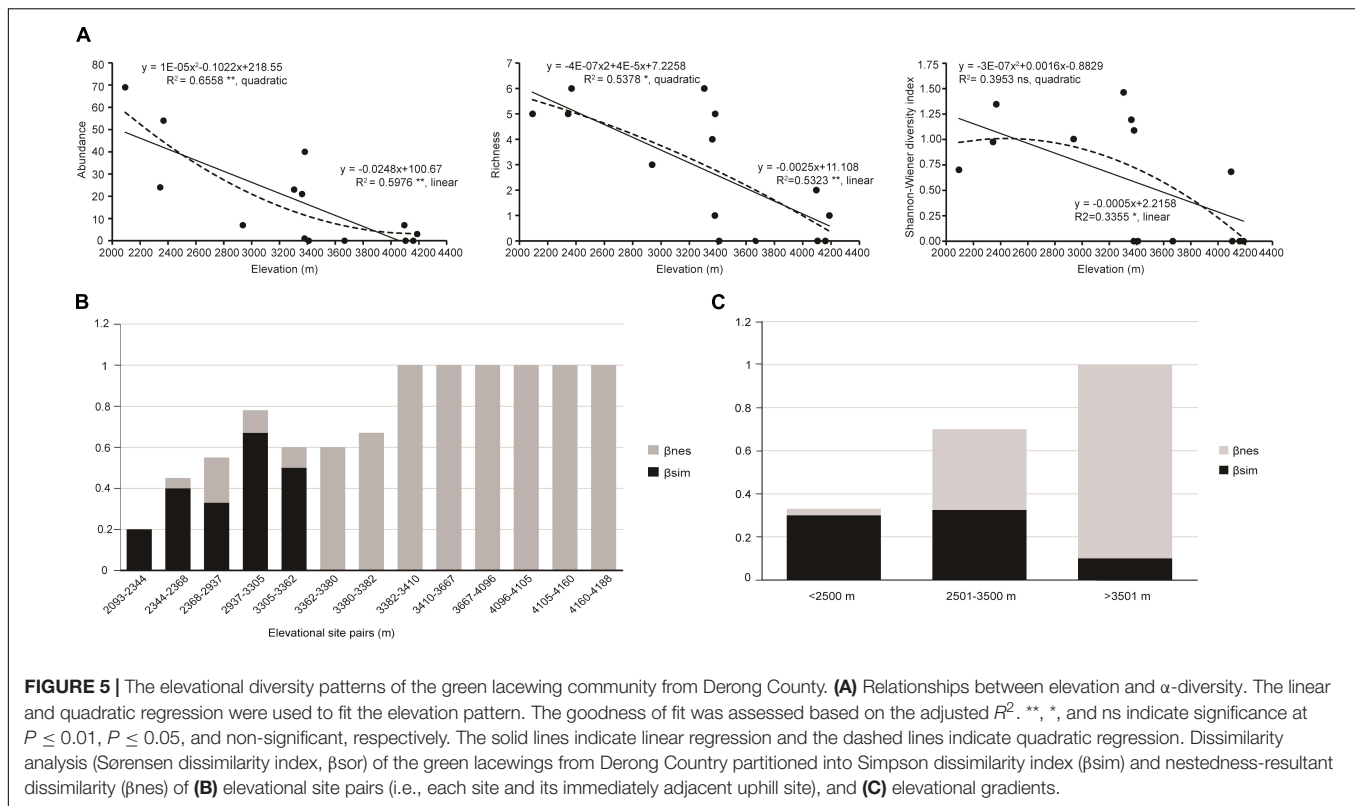 A
y = 1E-05x²-0.1022x+218.55
R² = 0.6558 **, quadratic
y = -0.0248x+100.67
R² = 0.5976 **, linear
Abundance
80
70
60
50
40
30
20
10
0
2000 2200 2400 2600 2800 3000 3200 3400 3600 3800 4000 4200 4400
Elevation (m)
y = -4E-07x2+4E-5x+7.2258
R² = 0.5378 *, quadratic
y = -0.0025x+11.108
R²=0.5323 **, linear
Richness
7
6
5
4
3
2
1
0
2000 2200 2400 2600 2800 3000 3200 3400 3600 3800 4000 4200 4400
Elevation (m)
y = -3E-07x²+0.0016x-0.8829
R²= 0.3953 ns, quadratic
y = -0.0005x+2.2158
R2=0.3355 *, linear
Shannon-Wiener diversity index
1.75
1.50
1.25
1.00
0.75
0.50
0.25
0.00
2000 2200 2400 2600 2800 3000 3200 3400 3600 3800 4000 4200 4400
Elevation (m)
B
1.2
1
0.8
0.6
0.4
0.2
0
2093-2344
2344-2368
2368-2937
2937-3305
3305-3362
3362-3380
3380-3382
3382-3410
3410-3667
3667-4096
4096-4105
4105-4160
4160-4188
Elevational site pairs (m)
βnes
βsim
C
1.2
1
0.8
0.6
0.4
0.2
0
<2500 m
2501-3500 m
>3501 m
βnes
βsim
FIGURE 5 | The elevational diversity patterns of the green lacewing community from Derong County. (A) Relationships between elevation and α-diversity. The linear
and quadratic regression were used to fit the elevation pattern. The goodness of fit was assessed based on the adjusted R². **, *, and ns indicate significance at
P ≤ 0.01, P ≤ 0.05, and non-significant, respectively. The solid lines indicate linear regression and the dashed lines indicate quadratic regression. Dissimilarity
analysis (Sørensen dissimilarity index, βsor) of the green lacewings from Derong Country partitioned into Simpson dissimilarity index (βsim) and nestedness-resultant
dissimilarity (βnes) of (B) elevational site pairs (i.e., each site and its immediately adjacent uphill site), and (C) elevational gradients.